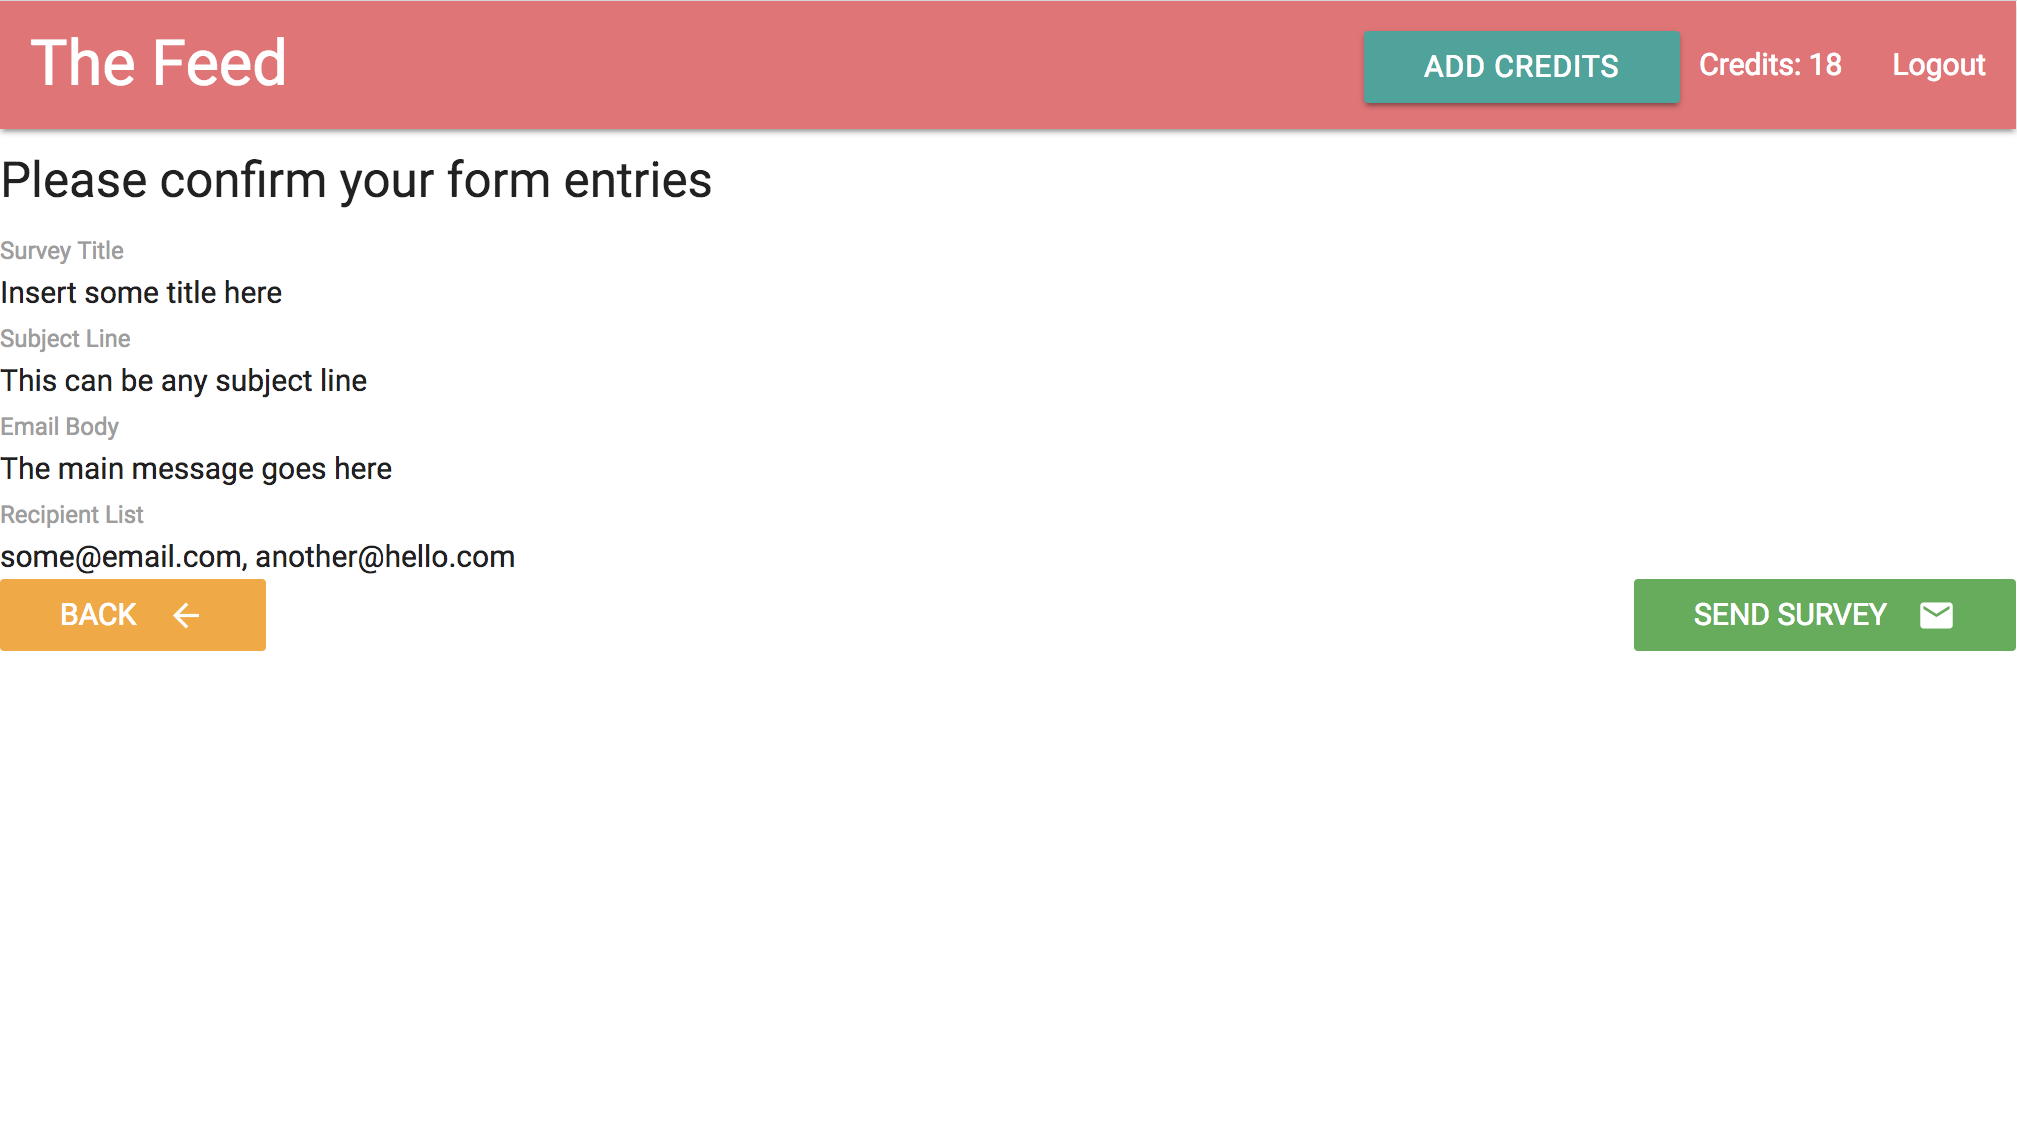 The Feed
ADD CREDITS Credits: 18 Logout
Please confirm your form entries
Survey Title
Insert some title here
Subject Line
This can be any subject line
Email Body
The main message goes here
Recipient List
some@email.com, another@hello.com
BACK SEND SURVEY